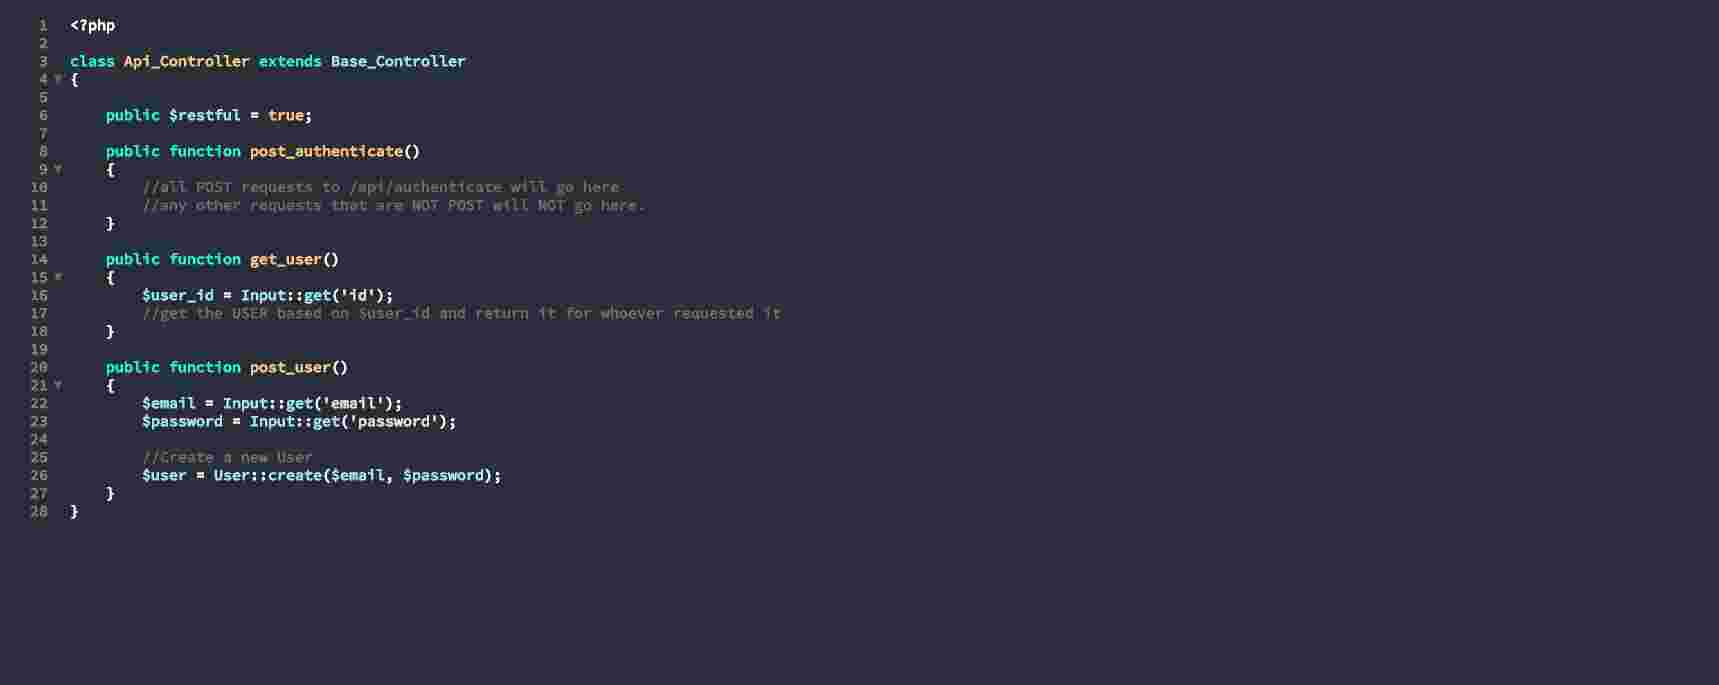 1 <?php
2
3 class Api_Controller extends Base_Controller
4 {
5
6     public $restful = true;
7
8     public function post_authenticate()
9     {
10         //all POST requests to /api/authenticate will go here
11         //any other requests that are NOT POST will NOT go here.
12     }
13
14     public function get_user()
15     {
16         $user_id = Input::get('id');
17         //get the USER based on $user_id and return it for whoever requested it
18     }
19
20     public function post_user()
21     {
22         $email = Input::get('email');
23         $password = Input::get('password');
24
25         //Create a new User
26         $user = User::create($email, $password);
27     }
28 }